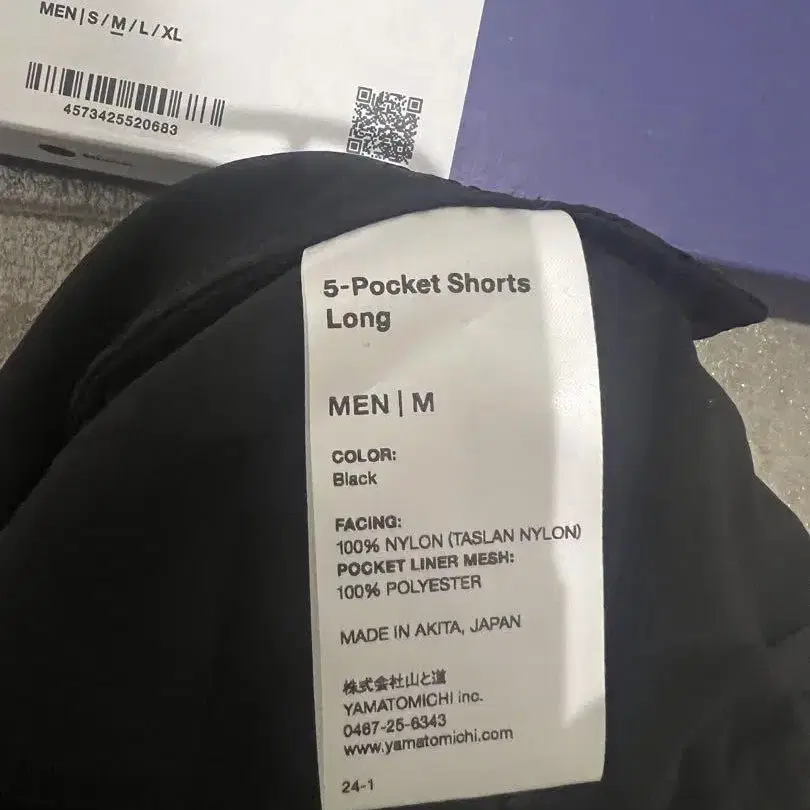 MEN|S/M/L/XL
4573425520683
5-Pocket Shorts
Long
MEN|M
COLOR:
Black
FACING:
100% NYLON (TASLAN NYLON)
POCKET LINER MESH:
100% POLYESTER
MADE IN AKITA, JAPAN
株式会社山と道
YAMATOMICHI inc.
0467-25-6343
www.yamatomichi.com
24-1